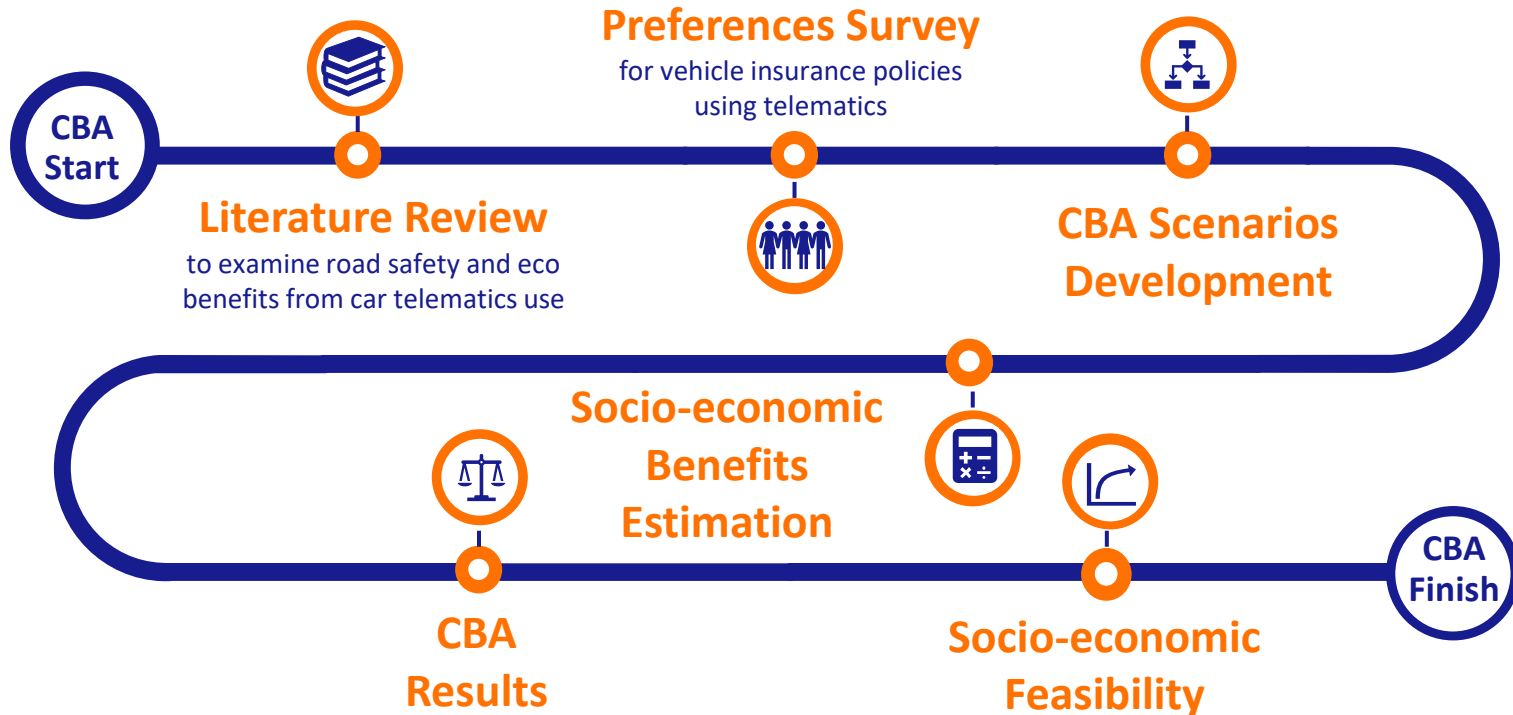 CBA
Start
Literature Review
to examine road safety and eco
benefits from car telematics use
Preferences Survey
for vehicle insurance policies
using telematics
CBA Scenarios
Development
Socio-economic
Benefits
Estimation
CBA
Results
Socio-economic
Feasibility
CBA
Finish